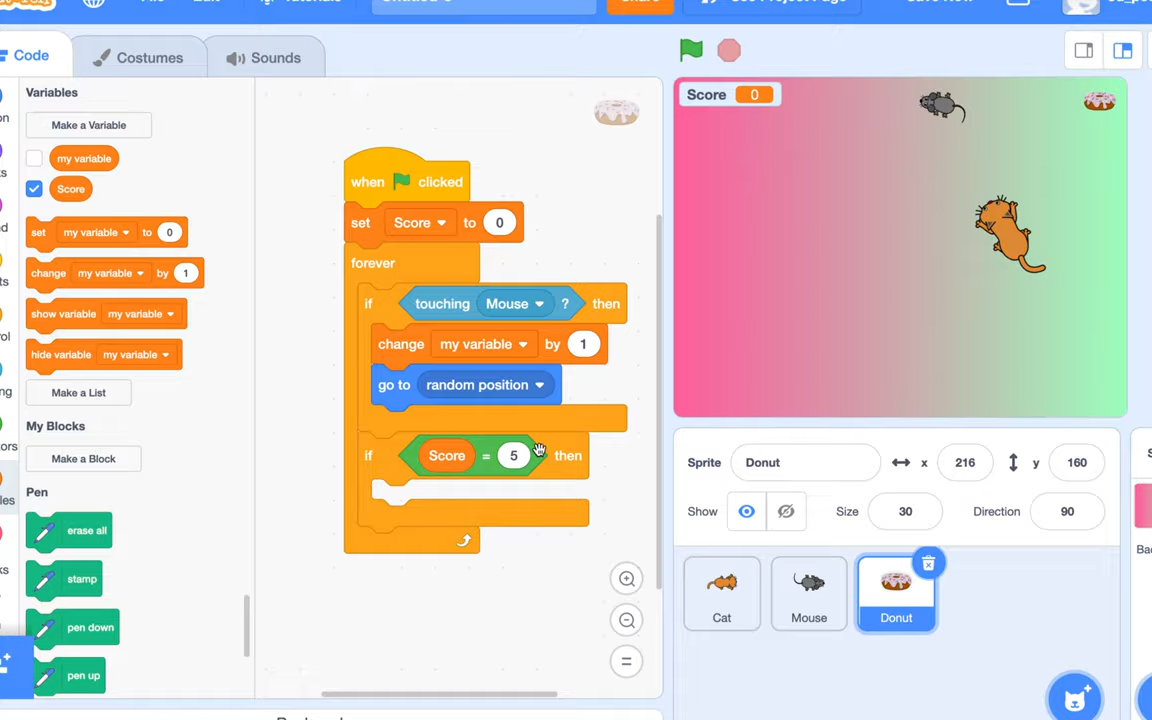 Code
Costumes
Sounds
Variables
Make a Variable
my variable
Score
set my variable to 0
change my variable by 1
show variable my variable
hide variable my variable
Make a List
My Blocks
Make a Block
Pen
erase all
stamp
pen down
pen up
when clicked
set Score to 0
forever
if touching Mouse ? then
change my variable by 1
go to random position
if Score = 5 then
Score 0
Sprite Donut x 216 y 160
Show Size 30 Direction 90
Cat
Mouse
Donut